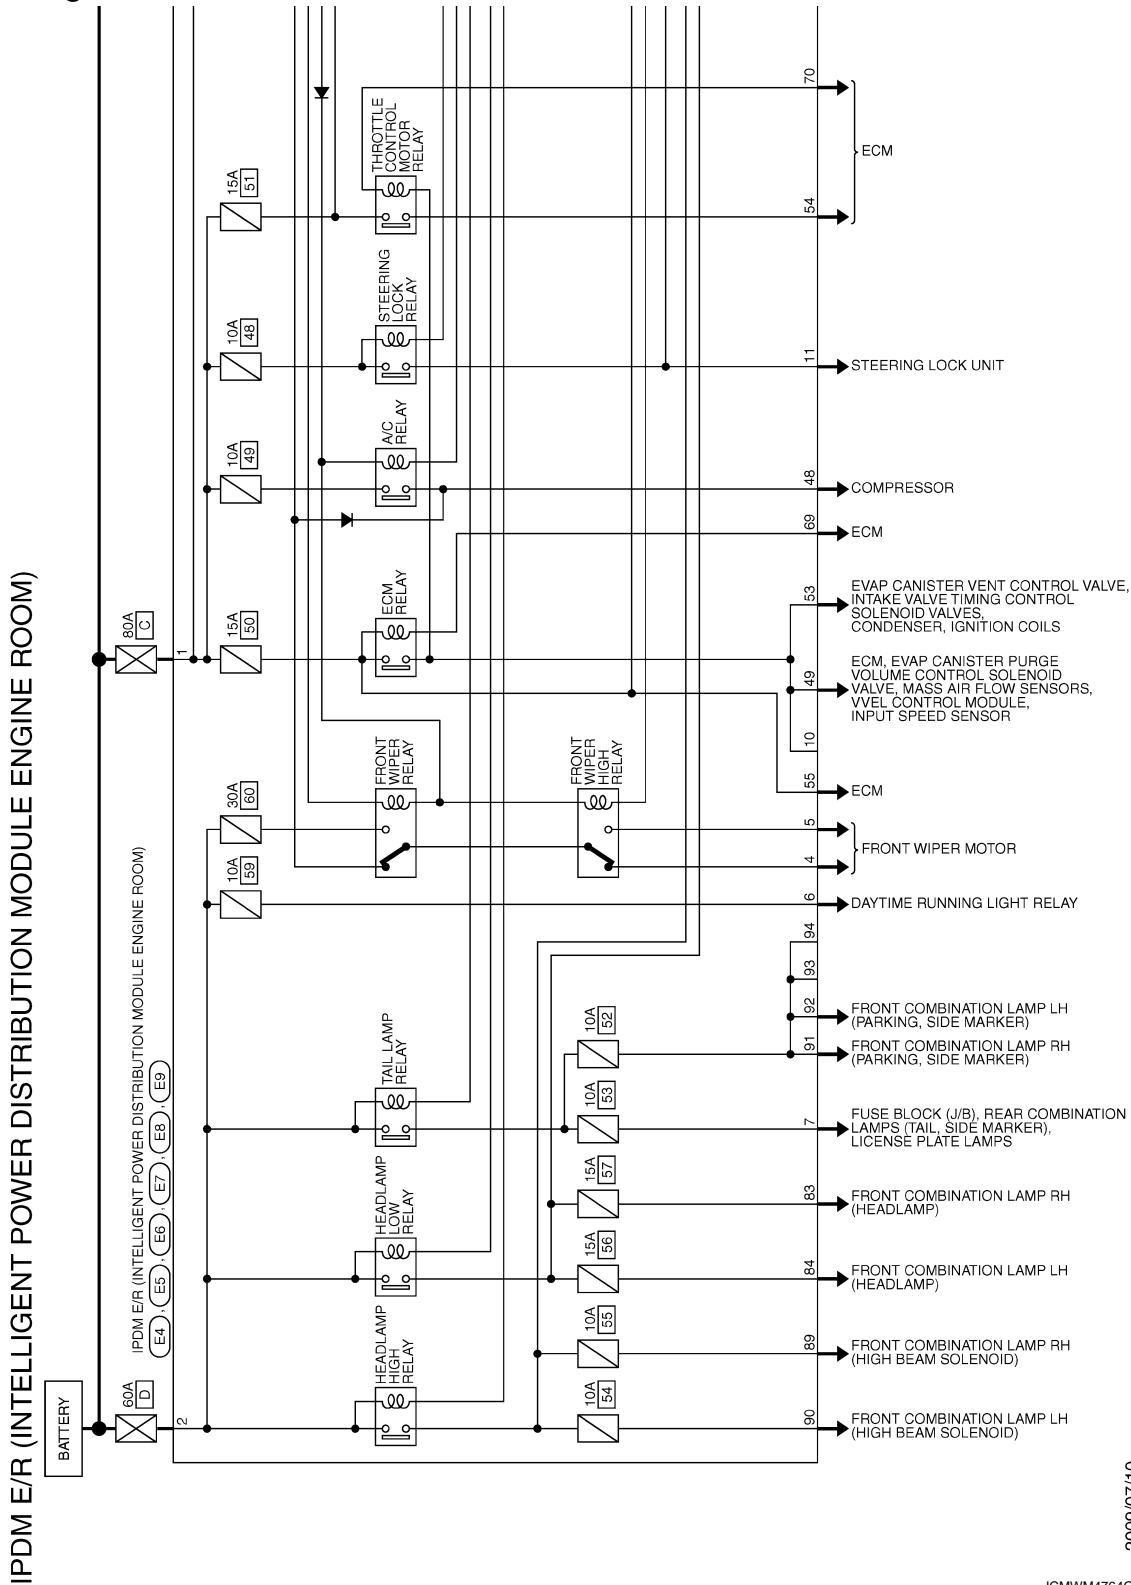 IPDM E/R (INTELLIGENT POWER DISTRIBUTION MODULE ENGINE ROOM)
BATTERY
60A
D
2
80A
C
1
IPDM E/R (INTELLIGENT POWER DISTRIBUTION MODULE ENGINE ROOM)
E4 , E5 , E6 , E7 , E8 , E9
15A
51
THROTTLE
CONTROL
MOTOR
RELAY
70
54
ECM
10A
48
STEERING
LOCK
RELAY
11
STEERING LOCK UNIT
10A
49
A/C
RELAY
48
COMPRESSOR
69
ECM
15A
50
ECM
RELAY
53
EVAP CANISTER VENT CONTROL VALVE,
INTAKE VALVE TIMING CONTROL
SOLENOID VALVES,
CONDENSER, IGNITION COILS
49
ECM, EVAP CANISTER PURGE
VOLUME CONTROL SOLENOID
VALVE, MASS AIR FLOW SENSORS,
VVEL CONTROL MODULE,
INPUT SPEED SENSOR
10
55
ECM
30A
60
FRONT
WIPER
RELAY
FRONT
WIPER
HIGH
RELAY
5
4
FRONT WIPER MOTOR
10A
59
6
DAYTIME RUNNING LIGHT RELAY
94
93
92
FRONT COMBINATION LAMP LH
(PARKING, SIDE MARKER)
10A
52
91
FRONT COMBINATION LAMP RH
(PARKING, SIDE MARKER)
TAIL LAMP
RELAY
10A
53
7
FUSE BLOCK (J/B), REAR COMBINATION
LAMPS (TAIL, SIDE MARKER),
LICENSE PLATE LAMPS
15A
57
83
FRONT COMBINATION LAMP RH
(HEADLAMP)
HEADLAMP
LOW
RELAY
15A
56
84
FRONT COMBINATION LAMP LH
(HEADLAMP)
10A
55
89
FRONT COMBINATION LAMP RH
(HIGH BEAM SOLENOID)
HEADLAMP
HIGH
RELAY
10A
54
90
FRONT COMBINATION LAMP LH
(HIGH BEAM SOLENOID)